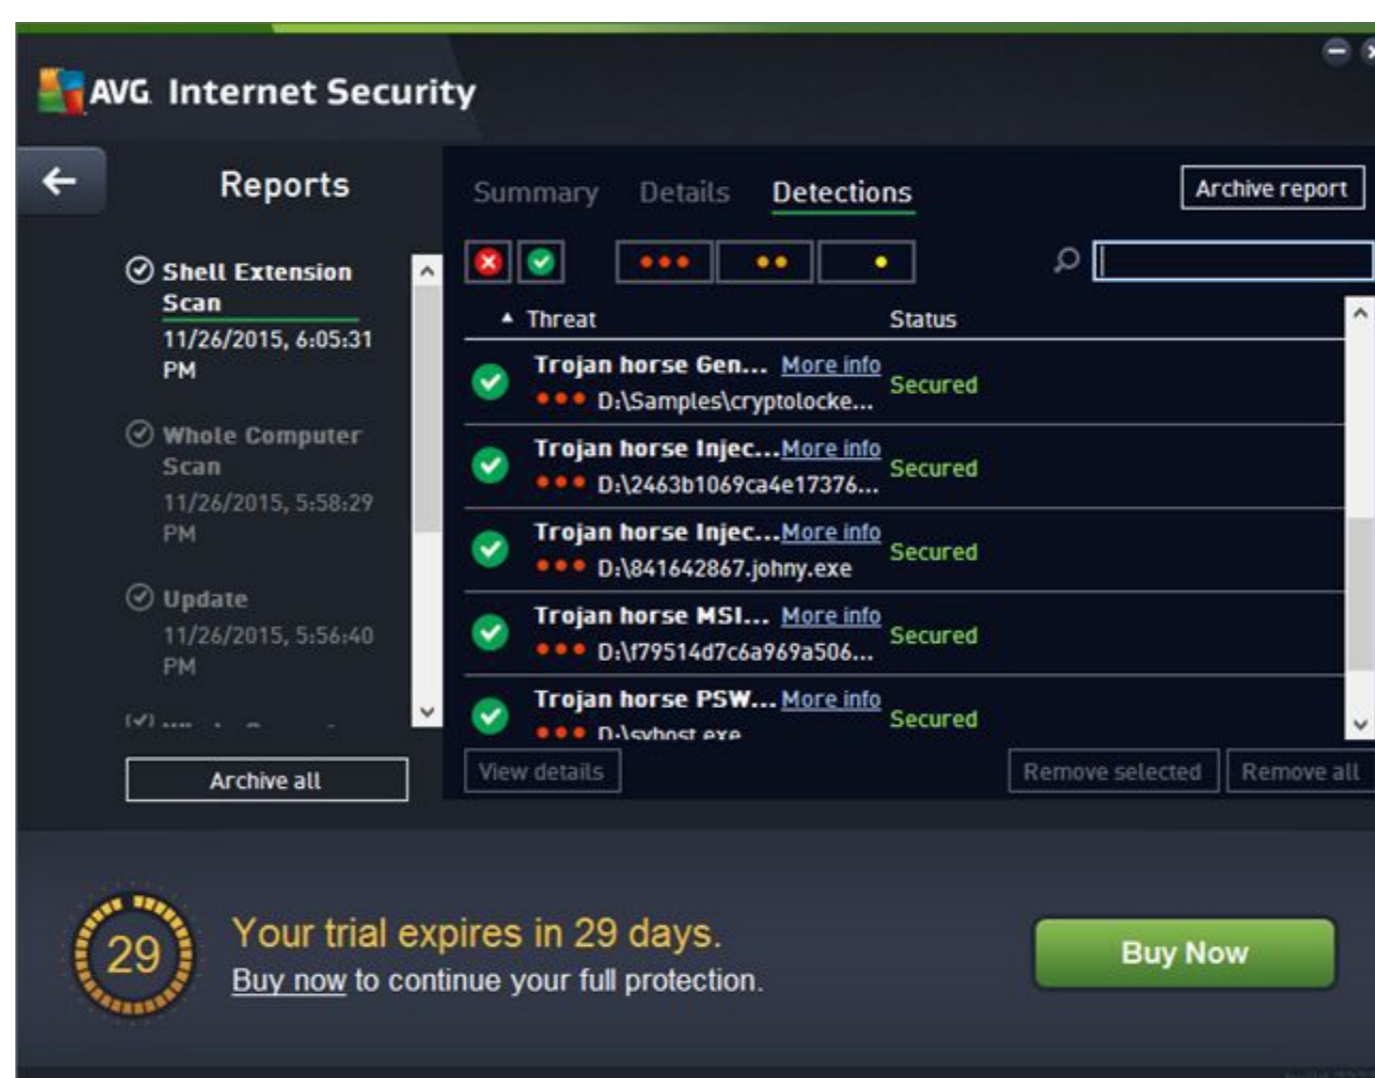 AVG. Internet Security
Reports
Summary Details Detections
Archive report
Shell Extension
Scan
11/26/2015, 6:05:31
PM
Whole Computer
Scan
11/26/2015, 5:58:29
PM
Update
11/26/2015, 5:56:40
PM
Archive all
Threat Status
Trojan horse Gen... More info
D:\Samples\cryptolocke...
Secured
Trojan horse Injec...More info
D:\2463b1069ca4e17376...
Secured
Trojan horse Injec...More info
D:\841642867.johny.exe
Secured
Trojan horse MSI... More info
D:\f79514d7c6a969a506...
Secured
Trojan horse PSW... More info
D:\svhost.exe
Secured
View details
Remove selected
Remove all
29
Your trial expires in 29 days.
Buy now to continue your full protection.
Buy Now